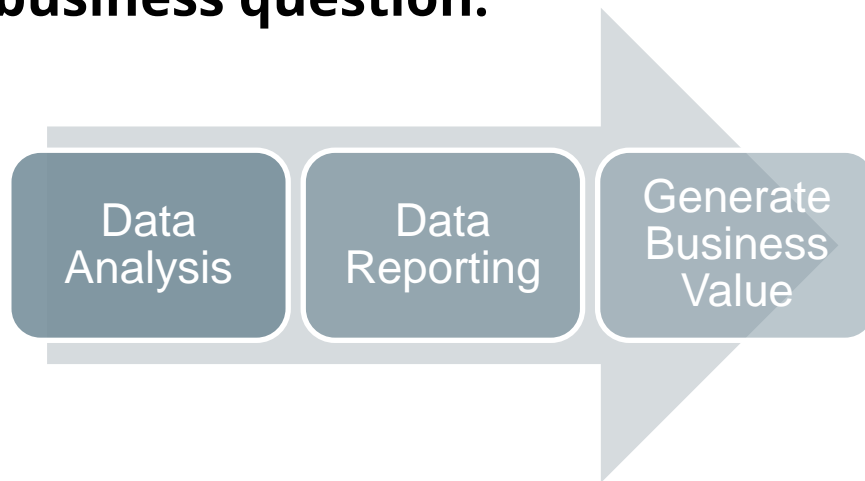 business question.
Data
Analysis
Data
Reporting
Generate
Business
Value